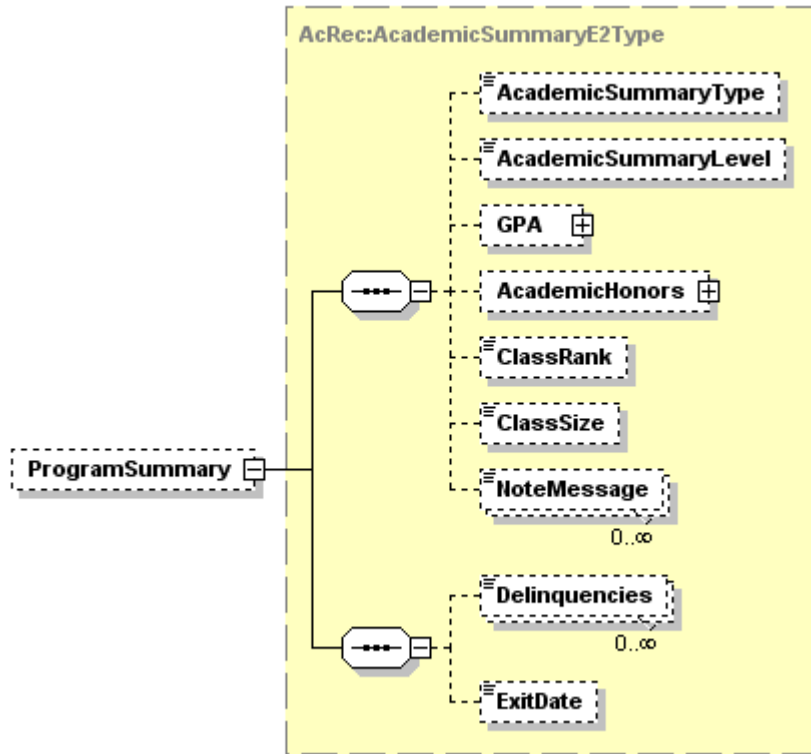 AcRec:AcademicSummaryE2Type
AcademicSummaryType
AcademicSummaryLevel
GPA
AcademicHonors
ClassRank
ClassSize
ProgramSummary
NoteMessage
0..∞
Delinquencies
0..∞
ExitDate